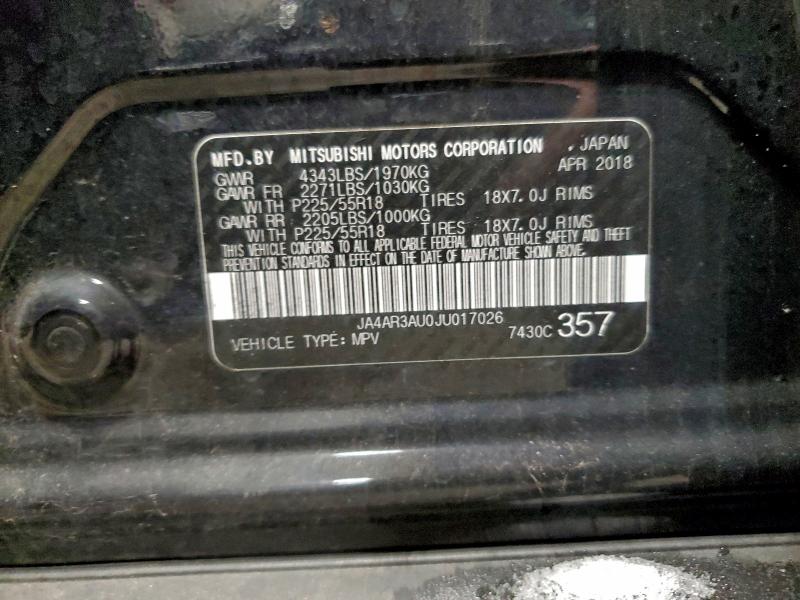 MFD.BY MITSUBISHI MOTORS CORPORATION , JAPAN
GWR 4343LBS/1970KG APR 2018
GAWR FR 2271LBS/1030KG
WITH P225/55R18 TIRES 18X7.0J RIMS
GAWR RR 2205LBS/1000KG
WITH P225/55R18 TIRES 18X7.0J RIMS
THIS VEHICLE CONFORMS TO ALL APPLICABLE FEDERAL MOTOR VEHICLE SAFETY AND THEFT
PREVENTION STANDARDS IN EFFECT ON THE DATE OF MANUFACTURE SHOWN ABOVE.
JA4AR3AU0JU017026
VEHICLE TYPE: MPV 7430C 357